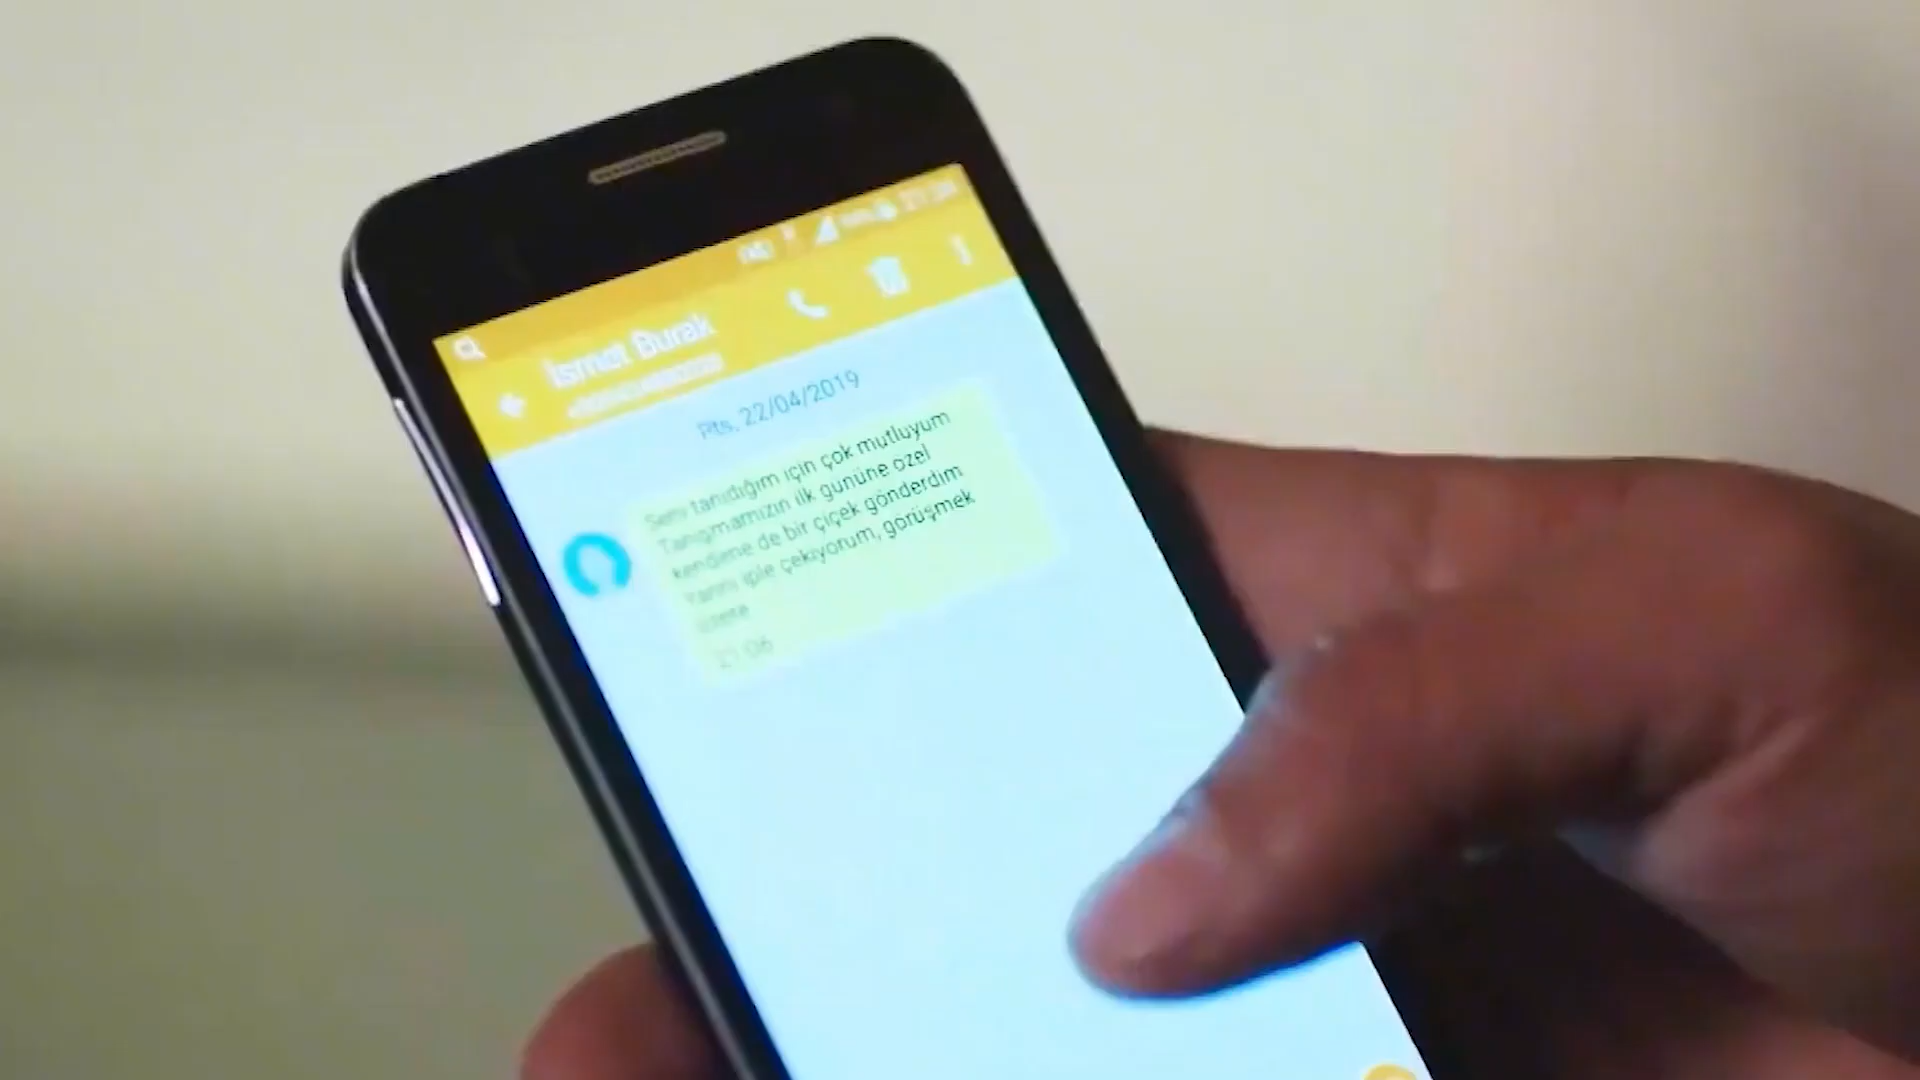 İsmet Burak
Pts, 22/04/2019
Seni tanıdığım için çok mutluyum
Tanışmamızın ilk gününe özel
kendiene de bir çiçek gönderdim
Yarını iple çekiyorum, görüşmek
üzere
21:06